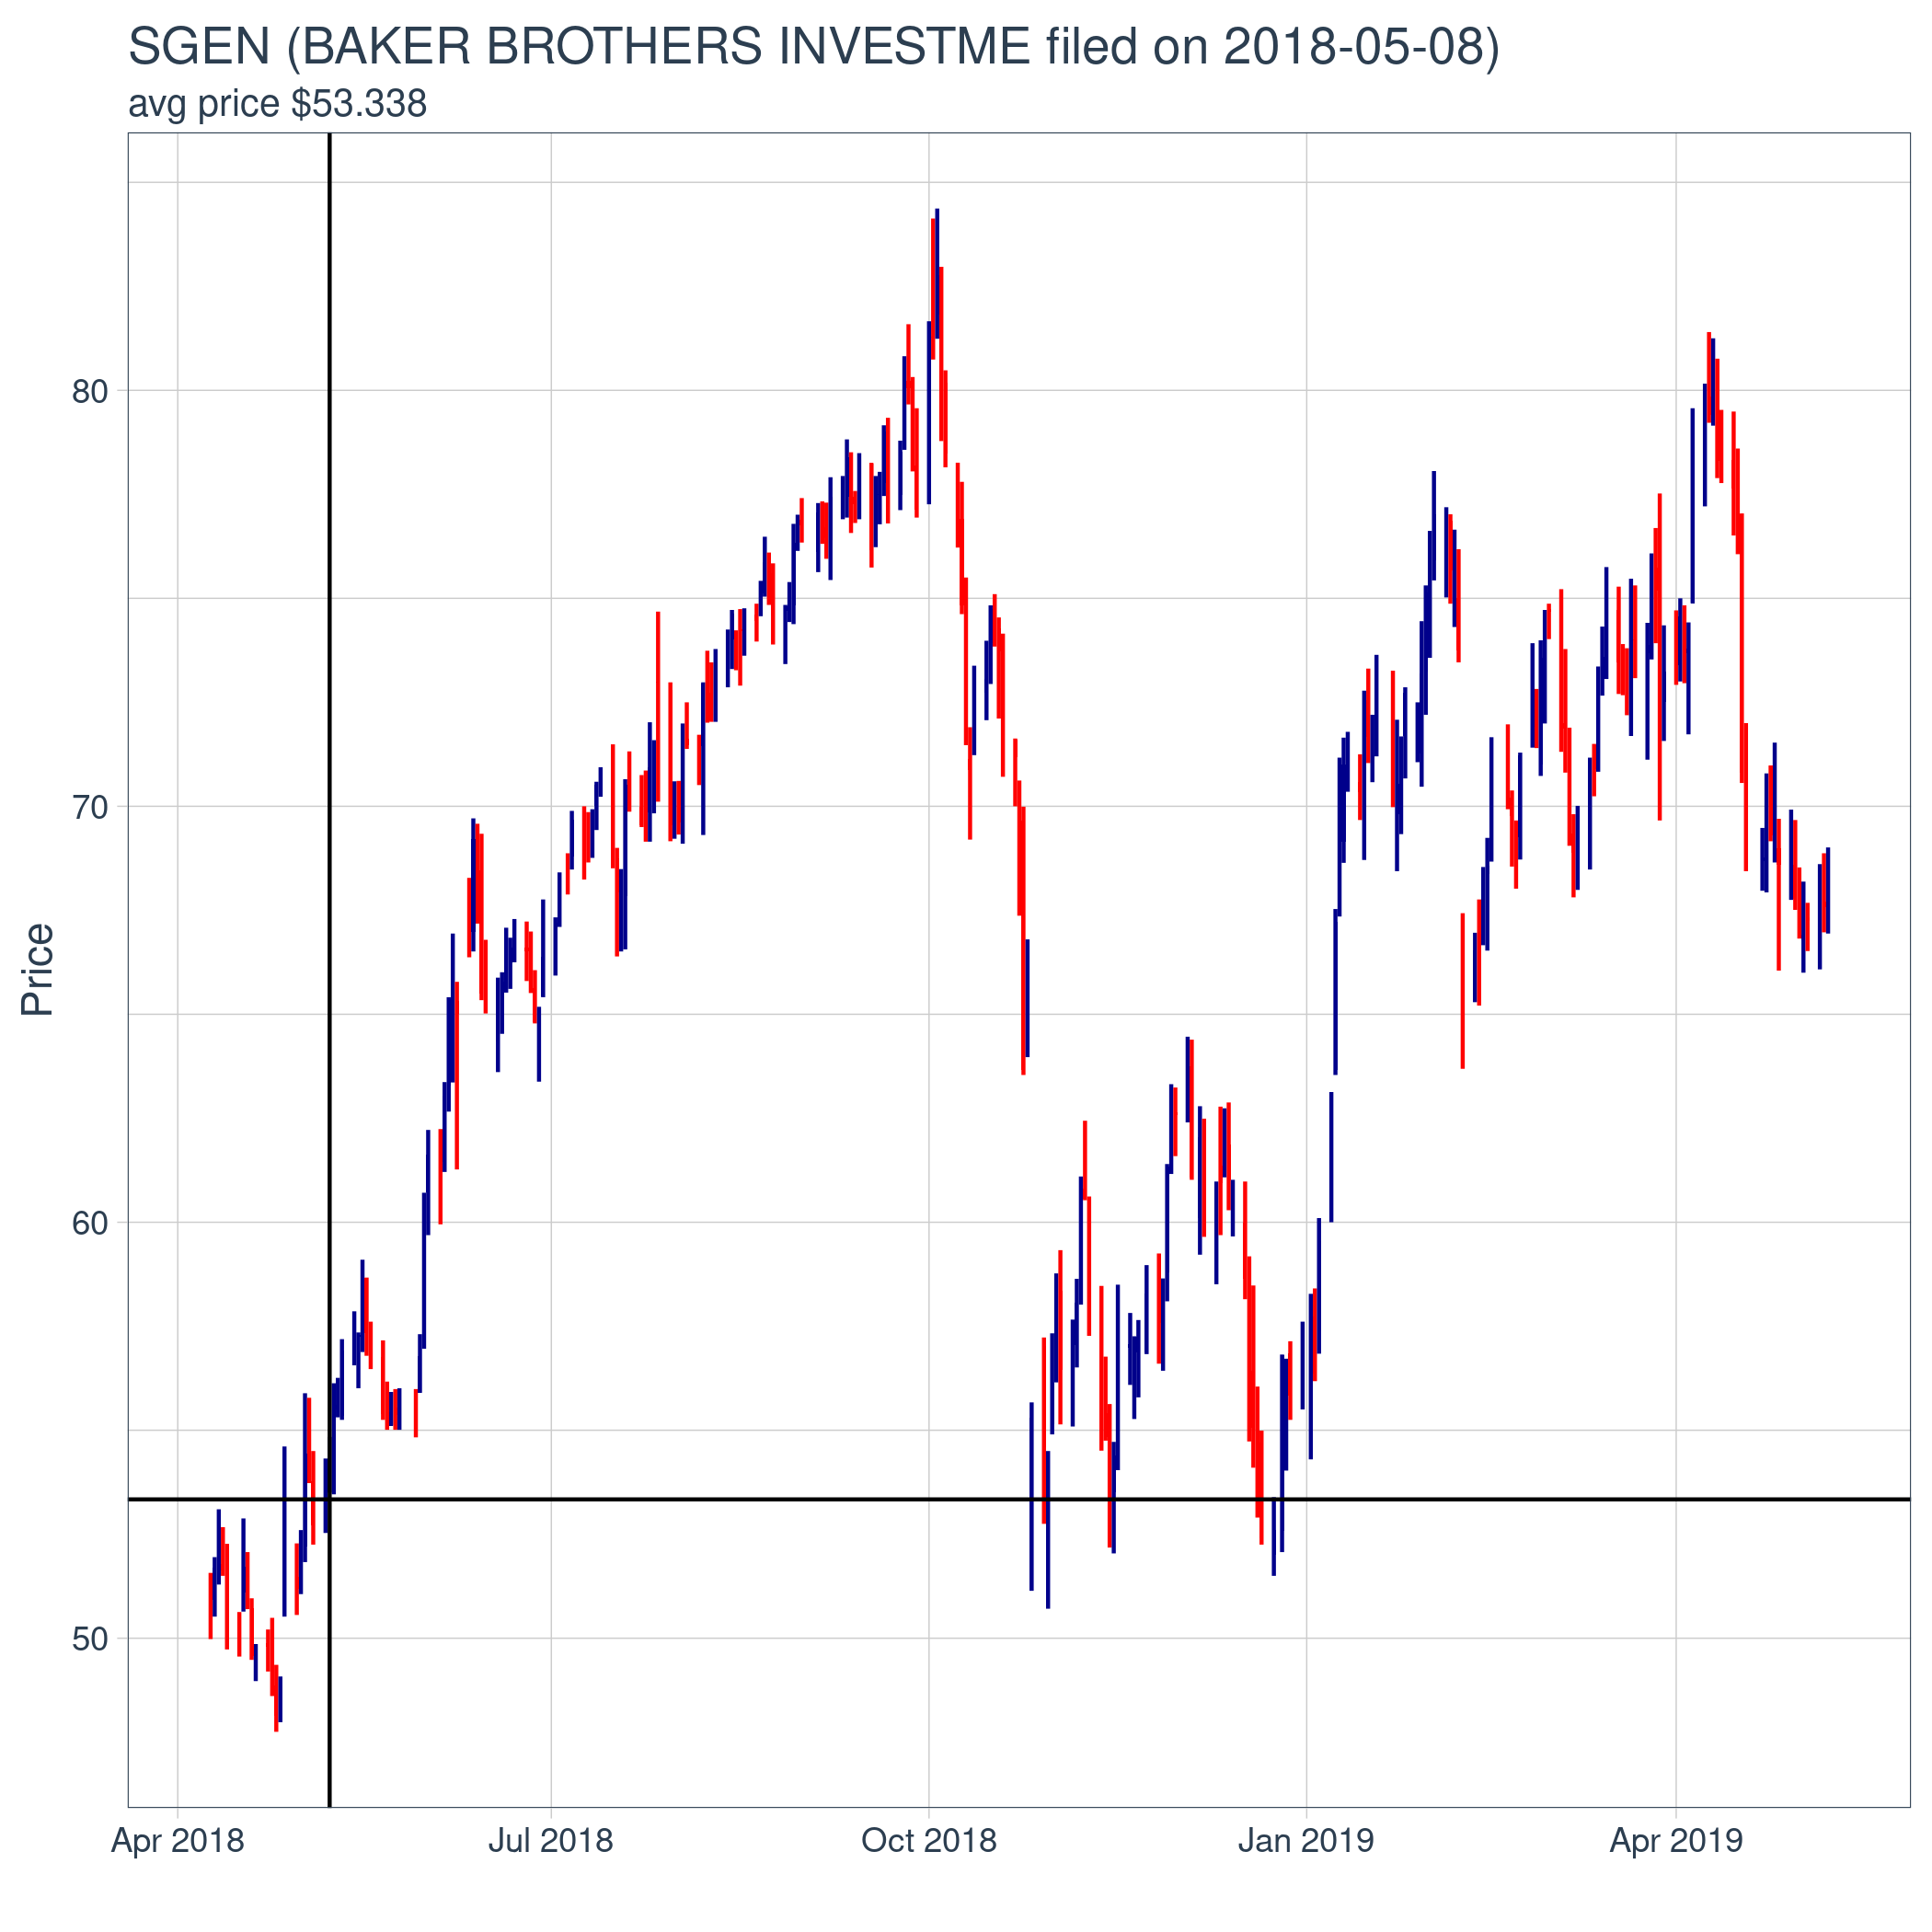 SGEN (BAKER BROTHERS INVESTME filed on 2018-05-08)
avg price $53.338
80
70
60
50
Price
Apr 2018
Jul 2018
Oct 2018
Jan 2019
Apr 2019